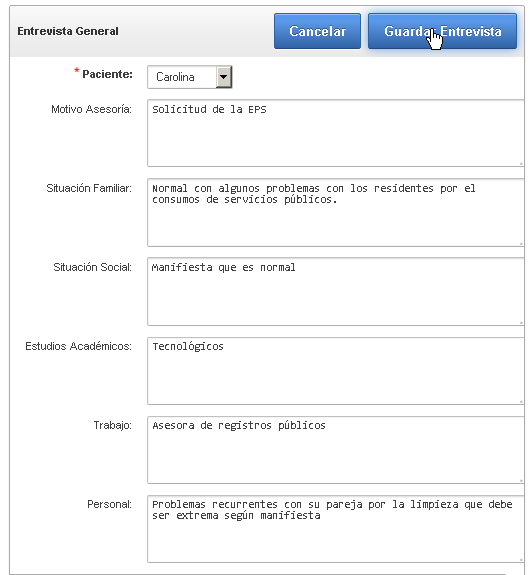 Entrevista General
Cancelar
Guardar Entrevista
* Paciente:
Carolina
Motivo Asesoría:
Solicitud de la EPS
Situación Familiar:
Normal con algunos problemas con los residentes por el
consumos de servicios públicos.
Situación Social:
Manifiesta que es normal
Estudios Académicos:
Tecnológicos
Trabajo:
Asesora de registros públicos
Personal:
Problemas recurrentes con su pareja por la limpieza que debe
ser extrema según manifiesta